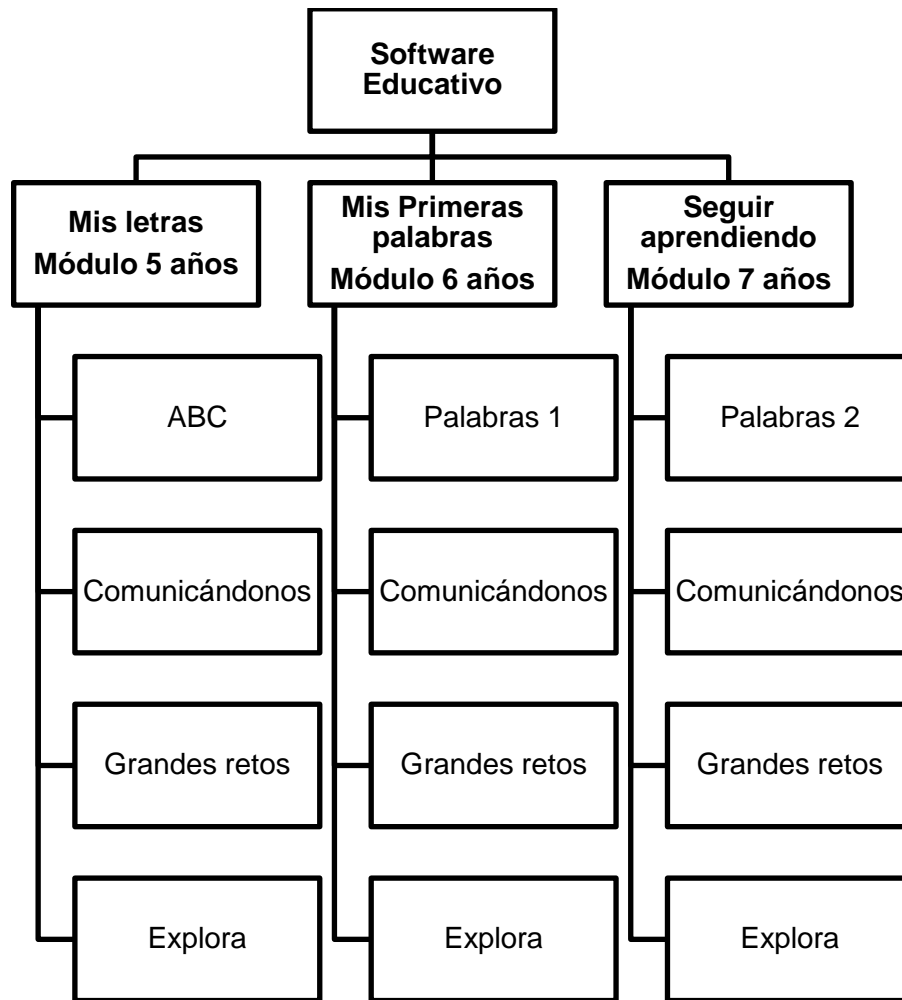 Software
Educativo
Mis letras
Módulo 5 años
Mis Primeras
palabras
Módulo 6 años
Seguir
aprendiendo
Módulo 7 años
ABC
Palabras 1
Palabras 2
Comunicándonos
Comunicándonos
Comunicándonos
Grandes retos
Grandes retos
Grandes retos
Explora
Explora
Explora